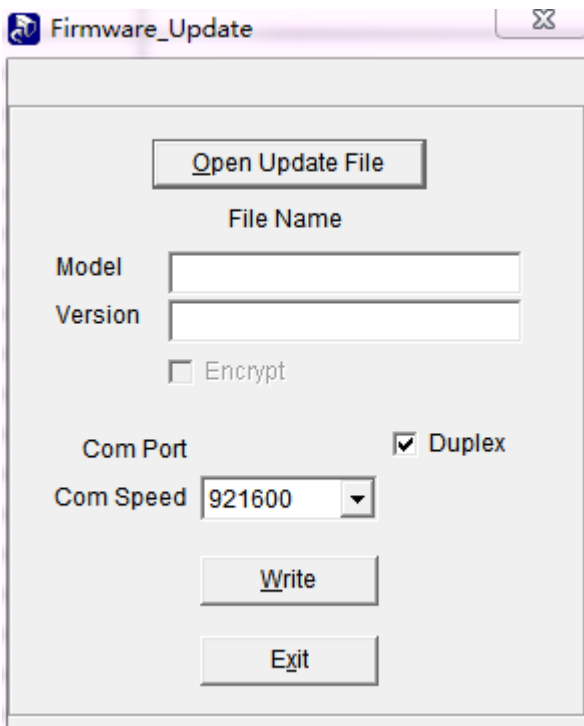 Firmware_Update
Open Update File
File Name
Model
Version
Encrypt
Com Port
Duplex
Com Speed 921600
Write
Exit